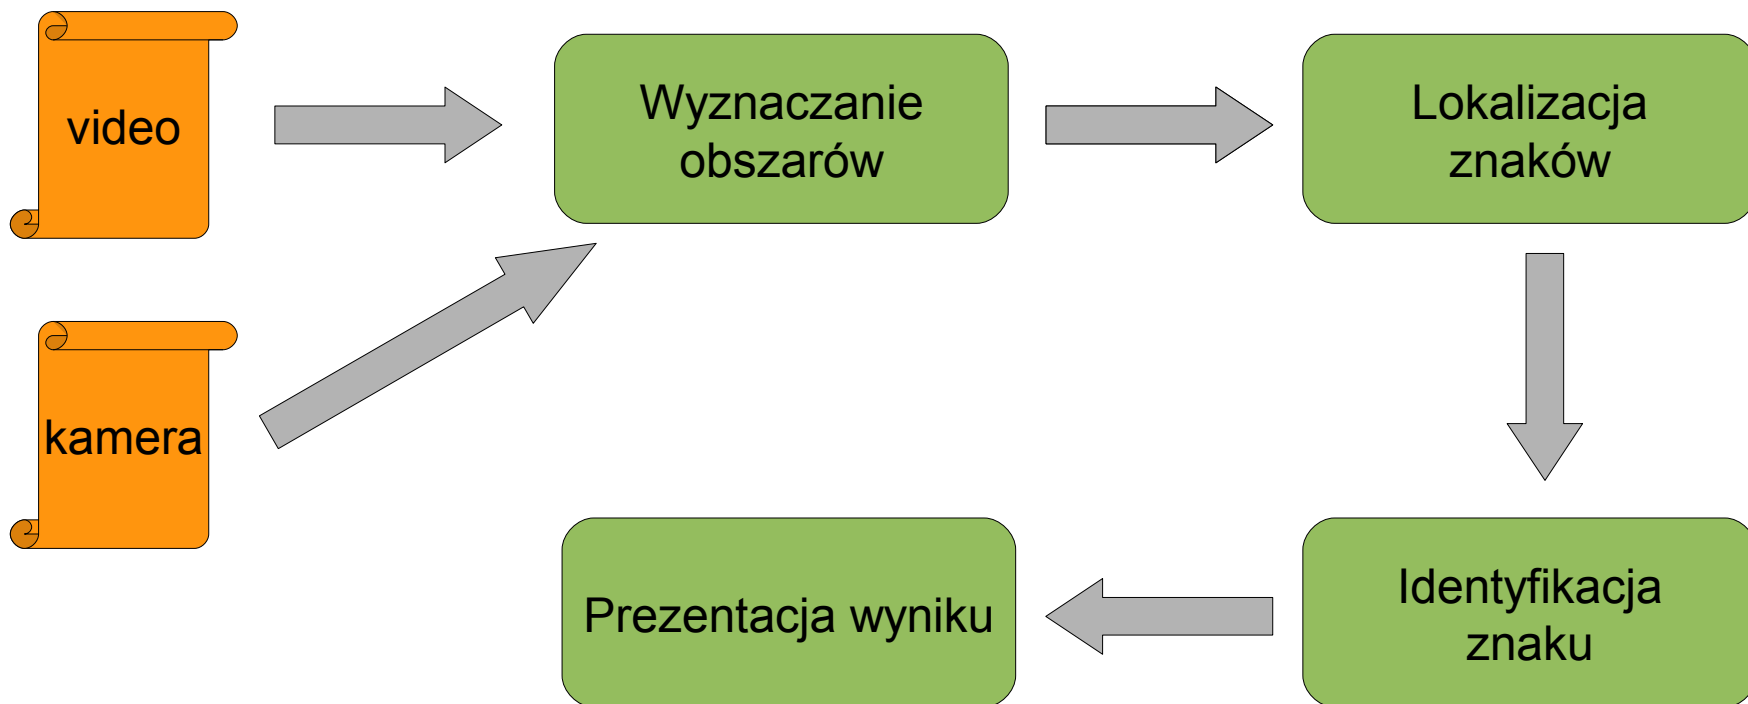 video
Wyznaczanie
obszarów
Lokalizacja
znaków
kamera
Prezentacja wyniku
Identyfikacja
znaku